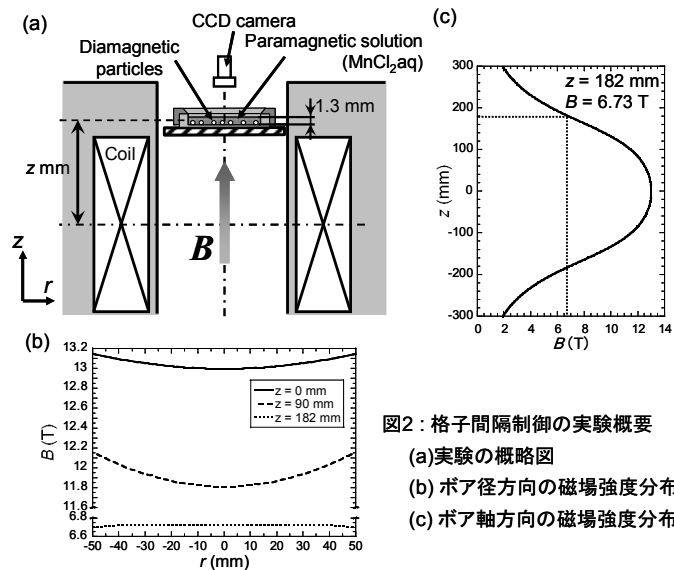 (a)
CCD camera
Diamagnetic
particles
Paramagnetic solution
(MnCl2aq)
1.3 mm
z mm
Coil
B
z
r
(c)
300
200
100
0
-100
-200
-300
z (mm)
z = 182 mm
B = 6.73 T
0 2 4 6 8 10 12 14
B (T)
(b)
13.2
13
12.8
12.6
12.4
12.2
12
11.8
6.8
6.6
B (T)
z = 0 mm
z = 90 mm
z = 182 mm
-50 -40 -30 -20 -10 0 10 20 30 40 50
r (mm)
図2 : 格子間隔制御の実験概要
(a)実験の概略図
(b) ボア径方向の磁場強度分布
(c) ボア軸方向の磁場強度分布